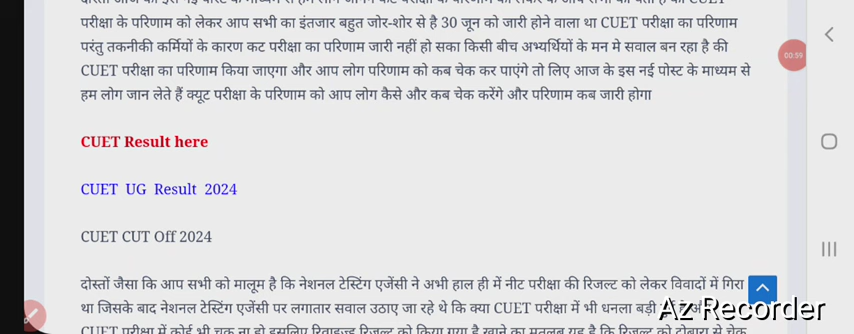 परीक्षा के परिणाम को लेकर आप सभी का इंतजार बहुत जोर-शोर से है 30 जून को जारी होने वाला था CUET परीक्षा का परिणाम
परंतु तकनीकी कर्मियों के कारण कट परीक्षा का परिणाम जारी नहीं हो सका किसी बीच अभ्यर्थियों के मन मे सवाल बन रहा है की
CUET परीक्षा का परिणाम किया जाएगा और आप लोग परिणाम को कब चेक कर पाएंगे तो लिए आज के इस नई पोस्ट के माध्यम से
हम लोग जान लेते हैं क्यूट परीक्षा के परिणाम को आप लोग कैसे और कब चेक करेंगे और परिणाम कब जारी होगा
00:59
CUET Result here
CUET UG Result 2024
CUET CUT Off 2024
दोस्तों जैसा कि आप सभी को मालूम है कि नेशनल टेस्टिंग एजेंसी ने अभी हाल ही में नीट परीक्षा की रिजल्ट को लेकर विवादों में गिरा
था जिसके बाद नेशनल टेस्टिंग एजेंसी पर लगातार सवाल उठाए जा रहे थे कि क्या CUET परीक्षा में भी धनला बड़ी
Az Recorder